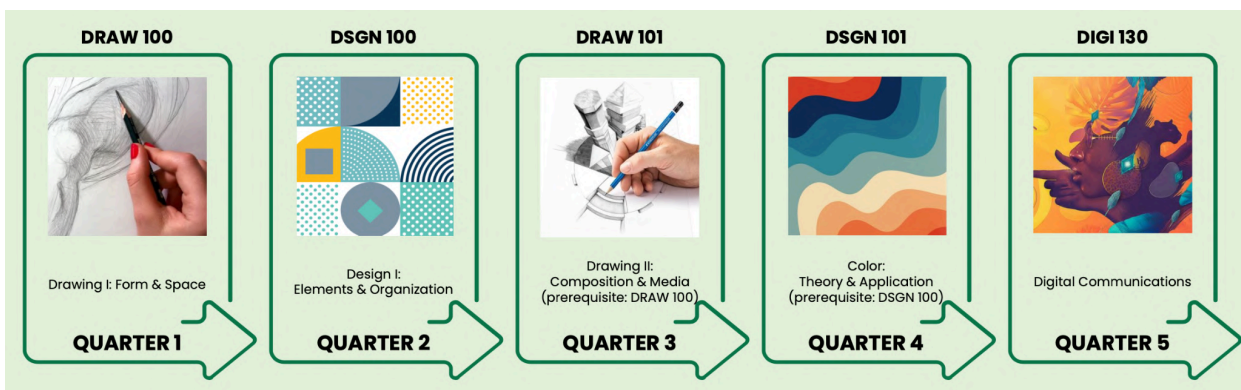 DRAW 100
Drawing I: Form & Space
QUARTER 1
DSGN 100
Design I:
Elements & Organization
QUARTER 2
DRAW 101
Drawing II:
Composition & Media
(prerequisite: DRAW 100)
QUARTER 3
DSGN 101
Color:
Theory & Application
(prerequisite: DSGN 100)
QUARTER 4
DIGI 130
Digital Communications
QUARTER 5